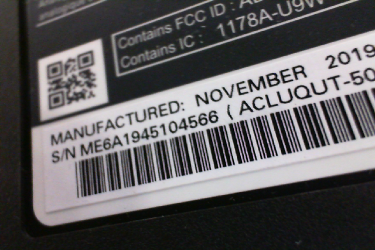 Contains FCC ID :
Contains IC : 1178A-U9W
MANUFACTURED: NOVEMBER 2019
S/N ME6A1945104566 ( ACLUQUT-50